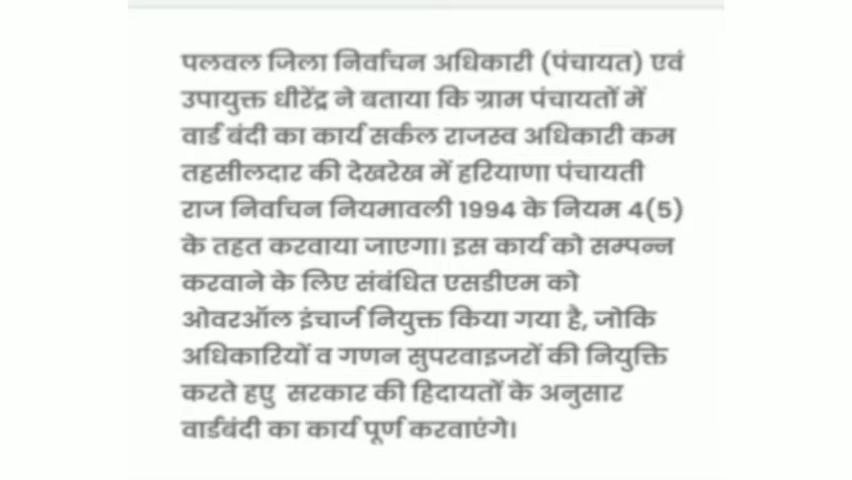 पलवल जिला निर्वाचन अधिकारी (पंचायत) एवं
उपायुक्त धीरेंद्र ने बताया कि ग्राम पंचायतों में
वार्ड बंदी का कार्य सर्कल राजस्व अधिकारी कम
तहसीलदार की देखरेख में हरियाणा पंचायती
राज निर्वाचन नियमावली 1994 के नियम 4(5)
के तहत करवाया जाएगा। इस कार्य को सम्पन्न
करवाने के लिए संबंधित एसडीएम को
ओवरऑल इंचार्ज नियुक्त किया गया है, जोकि
अधिकारियों व गणन सुपरवाइजरों की नियुक्ति
करते हएु सरकार की हिदायतों के अनुसार
वार्डबंदी का कार्य पूर्ण करवाएंगे।